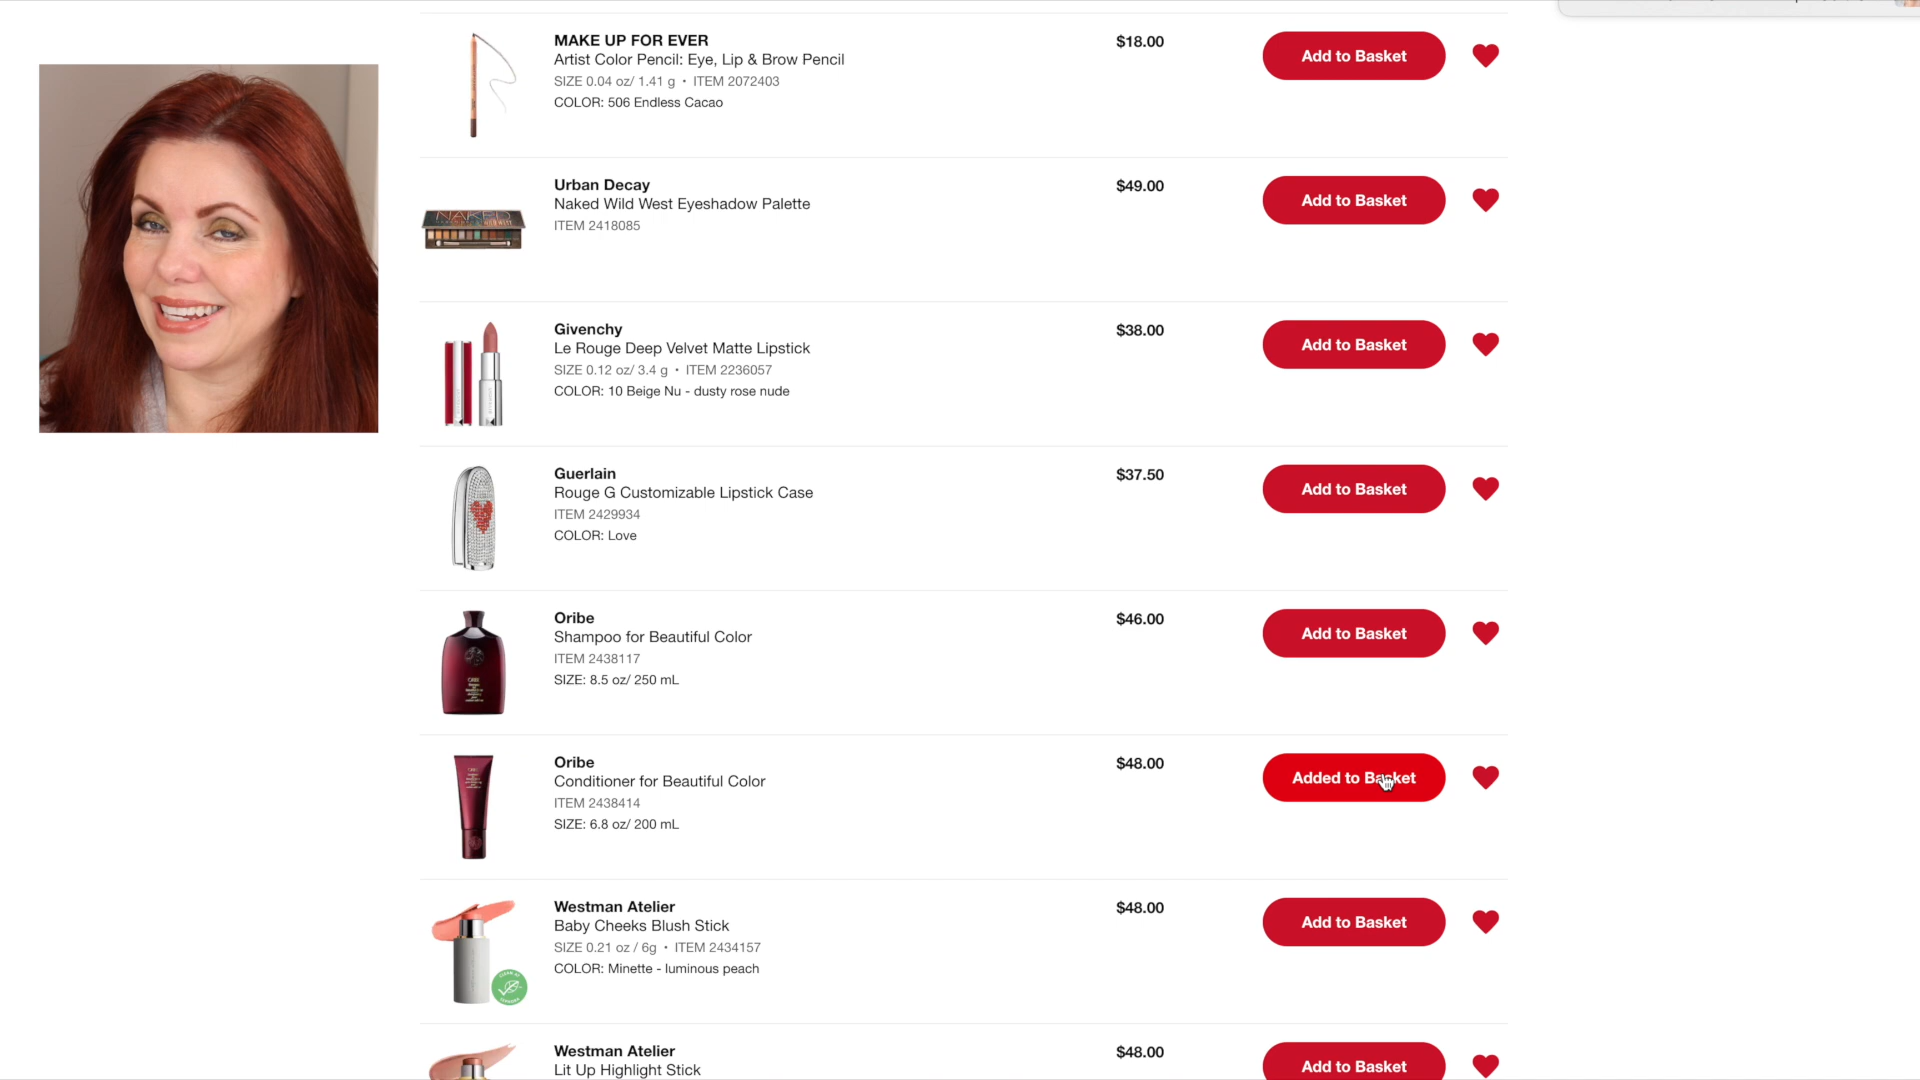 MAKE UP FOR EVER
Artist Color Pencil: Eye, Lip & Brow Pencil
SIZE 0.04 oz/ 1.41 g • ITEM 2072403
COLOR: 506 Endless Cacao
$18.00
Add to Basket
NAKED
Urban Decay
Naked Wild West Eyeshadow Palette
ITEM 2418085
$49.00
Add to Basket
Givenchy
Le Rouge Deep Velvet Matte Lipstick
SIZE 0.12 oz/ 3.4 g • ITEM 2236057
COLOR: 10 Beige Nu - dusty rose nude
$38.00
Add to Basket
Guerlain
Rouge G Customizable Lipstick Case
ITEM 2429934
COLOR: Love
$37.50
Add to Basket
Oribe
Shampoo for Beautiful Color
ITEM 2438117
SIZE: 8.5 oz/ 250 mL
$46.00
Add to Basket
Oribe
Conditioner for Beautiful Color
ITEM 2438414
SIZE: 6.8 oz/ 200 mL
$48.00
Added to Basket
Westman Atelier
Baby Cheeks Blush Stick
SIZE 0.21 oz / 6g • ITEM 2434157
COLOR: Minette - luminous peach
$48.00
Add to Basket
Westman Atelier
Lit Up Highlight Stick
$48.00
Add to Basket